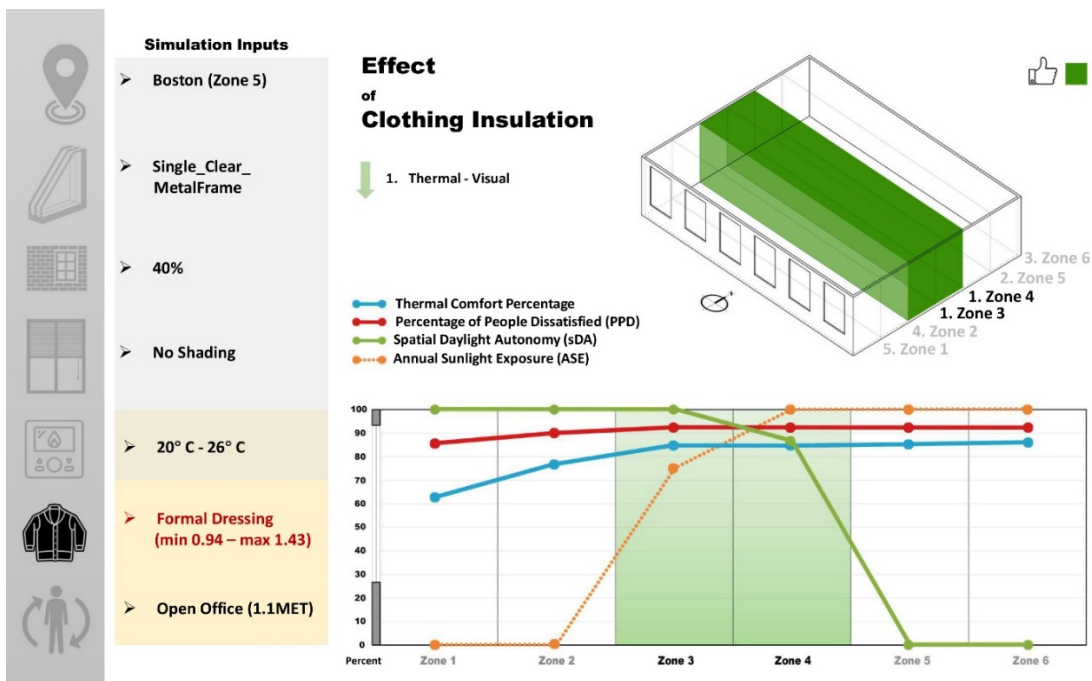 Simulation Inputs
➢ Boston (Zone 5)
➢ Single_Clear_
MetalFrame
➢ 40%
➢ No Shading
➢ 20° C - 26° C
➢ Formal Dressing
(min 0.94 – max 1.43)
➢ Open Office (1.1MET)
Effect
of
Clothing Insulation
1. Thermal - Visual
3. Zone 6
2. Zone 5
1. Zone 4
1. Zone 3
4. Zone 2
5. Zone 1
Thermal Comfort Percentage
Percentage of People Dissatisfied (PPD)
Spatial Daylight Autonomy (sDA)
Annual Sunlight Exposure (ASE)
100
90
80
70
60
50
40
30
20
10
0
Percent
Zone 1
Zone 2
Zone 3
Zone 4
Zone 5
Zone 6